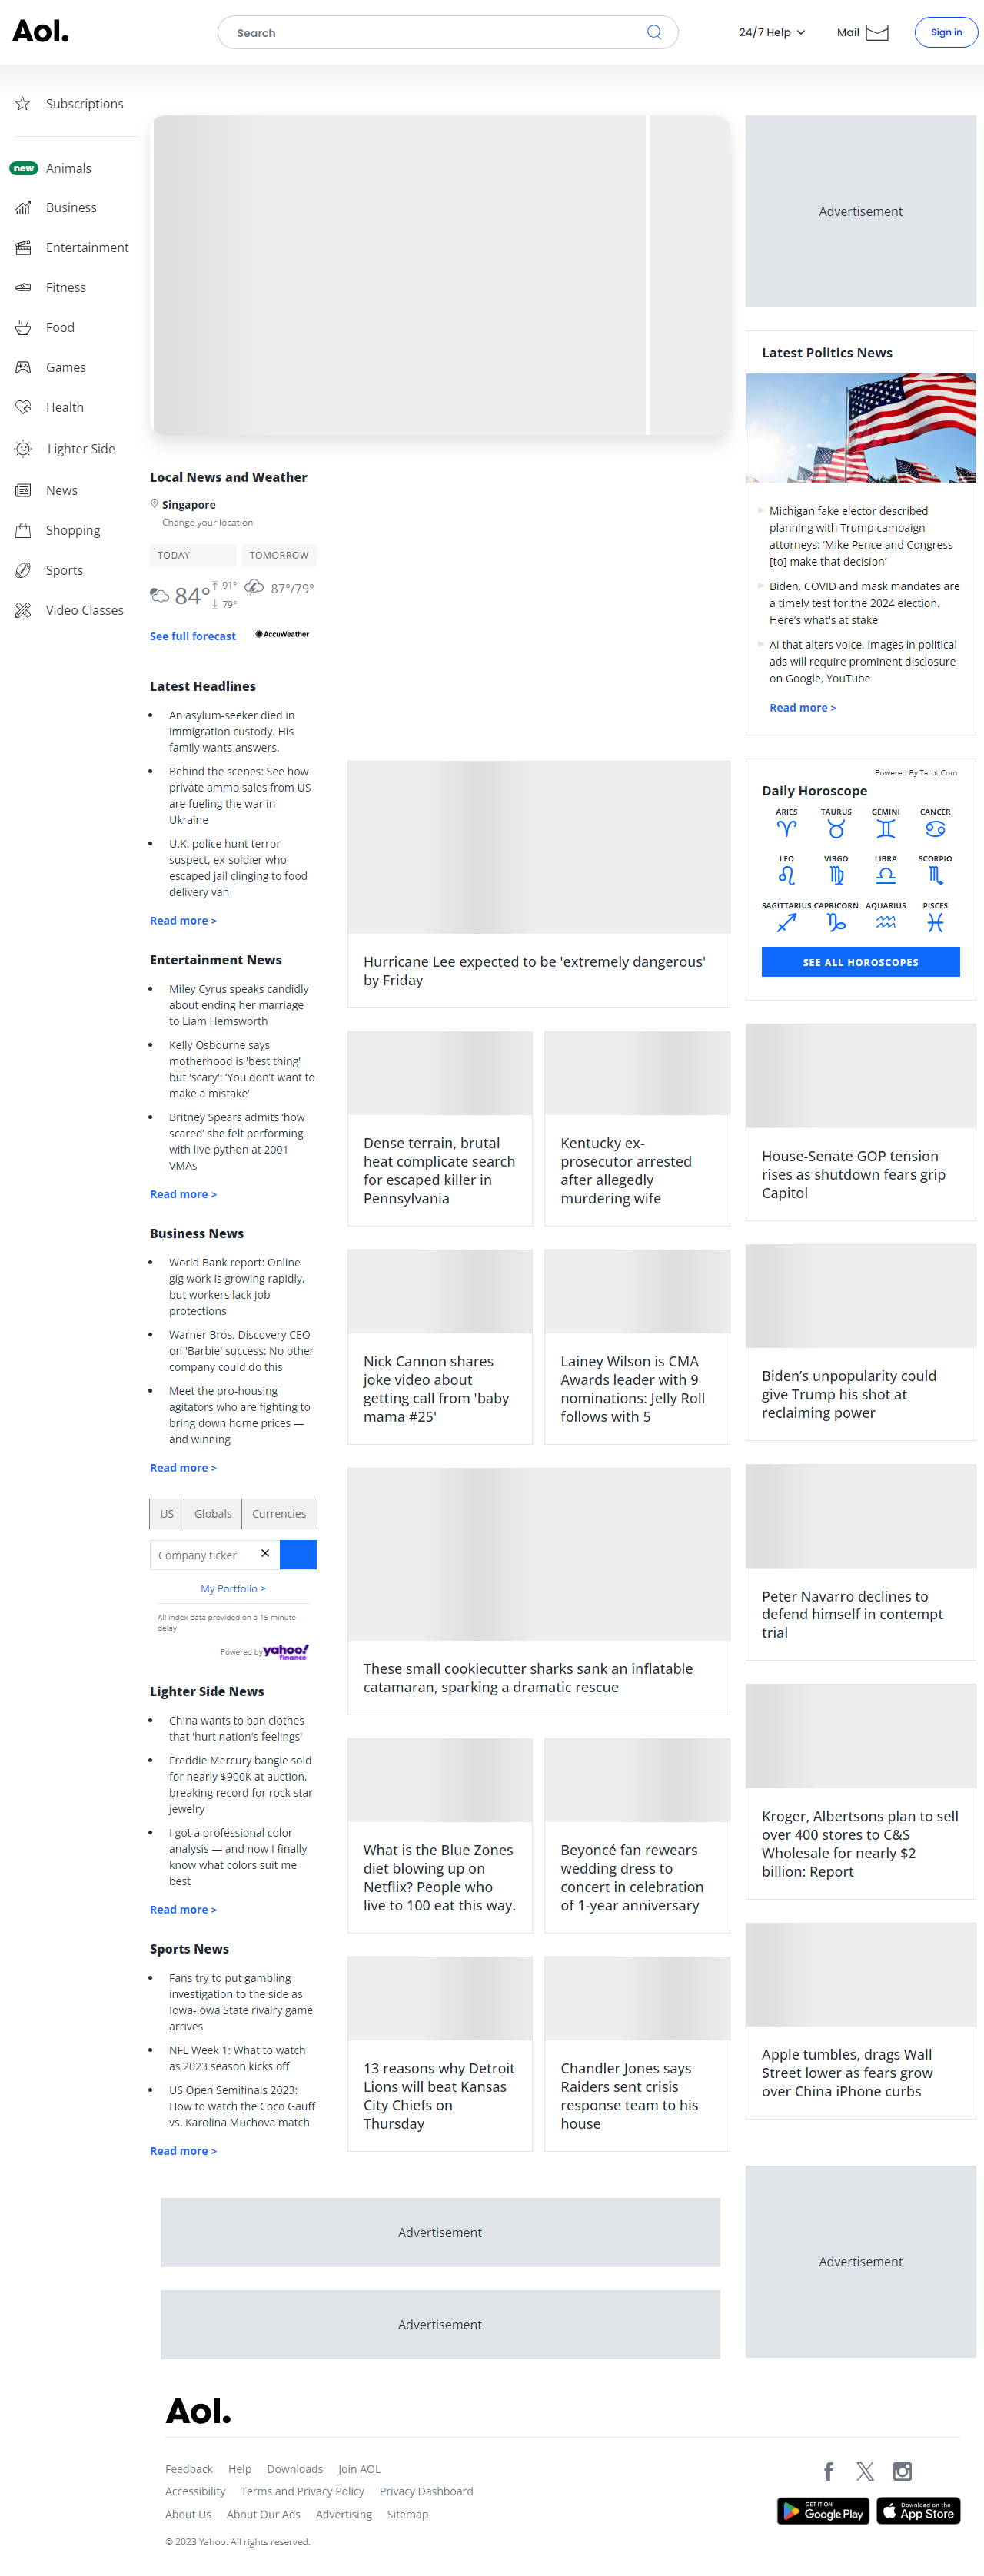 Aol.
Search
24/7 Help
Mail
Sign in
Subscriptions
new
Animals
Business
Entertainment
Fitness
Food
Games
Health
Lighter Side
News
Shopping
Sports
Video Classes
Advertisement
Latest Politics News
Michigan fake elector described
planning with Trump campaign
attorneys: ‘Mike Pence and Congress
[to] make that decision’
Biden, COVID and mask mandates are
a timely test for the 2024 election.
Here’s what's at stake
AI that alters voice, images in political
ads will require prominent disclosure
on Google, YouTube
Read more >
Local News and Weather
Singapore
Change your location
TODAY
TOMORROW
84°
91°
79°
87°/79°
See full forecast
AccuWeather
Latest Headlines
An asylum-seeker died in
immigration custody. His
family wants answers.
Behind the scenes: See how
private ammo sales from US
are fueling the war in
Ukraine
U.K. police hunt terror
suspect, ex-soldier who
escaped jail clinging to food
delivery van
Read more >
Entertainment News
Miley Cyrus speaks candidly
about ending her marriage
to Liam Hemsworth
Kelly Osbourne says
motherhood is 'best thing'
but 'scary': ‘You don’t want to
make a mistake’
Britney Spears admits ‘how
scared’ she felt performing
with live python at 2001
VMAs
Read more >
Business News
World Bank report: Online
gig work is growing rapidly,
but workers lack job
protections
Warner Bros. Discovery CEO
on 'Barbie' success: No other
company could do this
Meet the pro-housing
agitators who are fighting to
bring down home prices —
and winning
Read more >
US
Globals
Currencies
Company ticker
My Portfolio >
All index data provided on a 15 minute
delay
Powered by yahoo!
finance
Lighter Side News
China wants to ban clothes
that 'hurt nation's feelings'
Freddie Mercury bangle sold
for nearly $900K at auction,
breaking record for rock star
jewelry
I got a professional color
analysis — and now I finally
know what colors suit me
best
Read more >
Sports News
Fans try to put gambling
investigation to the side as
Iowa-Iowa State rivalry game
arrives
NFL Week 1: What to watch
as 2023 season kicks off
US Open Semifinals 2023:
How to watch the Coco Gauff
vs. Karolina Muchova match
Read more >
Hurricane Lee expected to be 'extremely dangerous'
by Friday
Dense terrain, brutal
heat complicate search
for escaped killer in
Pennsylvania
Kentucky ex-
prosecutor arrested
after allegedly
murdering wife
Nick Cannon shares
joke video about
getting call from 'baby
mama #25'
Lainey Wilson is CMA
Awards leader with 9
nominations: Jelly Roll
follows with 5
These small cookiecutter sharks sank an inflatable
catamaran, sparking a dramatic rescue
What is the Blue Zones
diet blowing up on
Netflix? People who
live to 100 eat this way.
Beyoncé fan rewears
wedding dress to
concert in celebration
of 1-year anniversary
13 reasons why Detroit
Lions will beat Kansas
City Chiefs on
Thursday
Chandler Jones says
Raiders sent crisis
response team to his
house
Powered By Tarot.Com
Daily Horoscope
ARIES
TAURUS
GEMINI
CANCER
LEO
VIRGO
LIBRA
SCORPIO
SAGITTARIUS
CAPRICORN
AQUARIUS
PISCES
SEE ALL HOROSCOPES
House-Senate GOP tension
rises as shutdown fears grip
Capitol
Biden’s unpopularity could
give Trump his shot at
reclaiming power
Peter Navarro declines to
defend himself in contempt
trial
Kroger, Albertsons plan to sell
over 400 stores to C&S
Wholesale for nearly $2
billion: Report
Apple tumbles, drags Wall
Street lower as fears grow
over China iPhone curbs
Advertisement
Advertisement
Advertisement
Aol.
Feedback
Help
Downloads
Join AOL
Accessibility
Terms and Privacy Policy
Privacy Dashboard
About Us
About Our Ads
Advertising
Sitemap
© 2023 Yahoo. All rights reserved.
GET IT ON
Google Play
Download on the
App Store